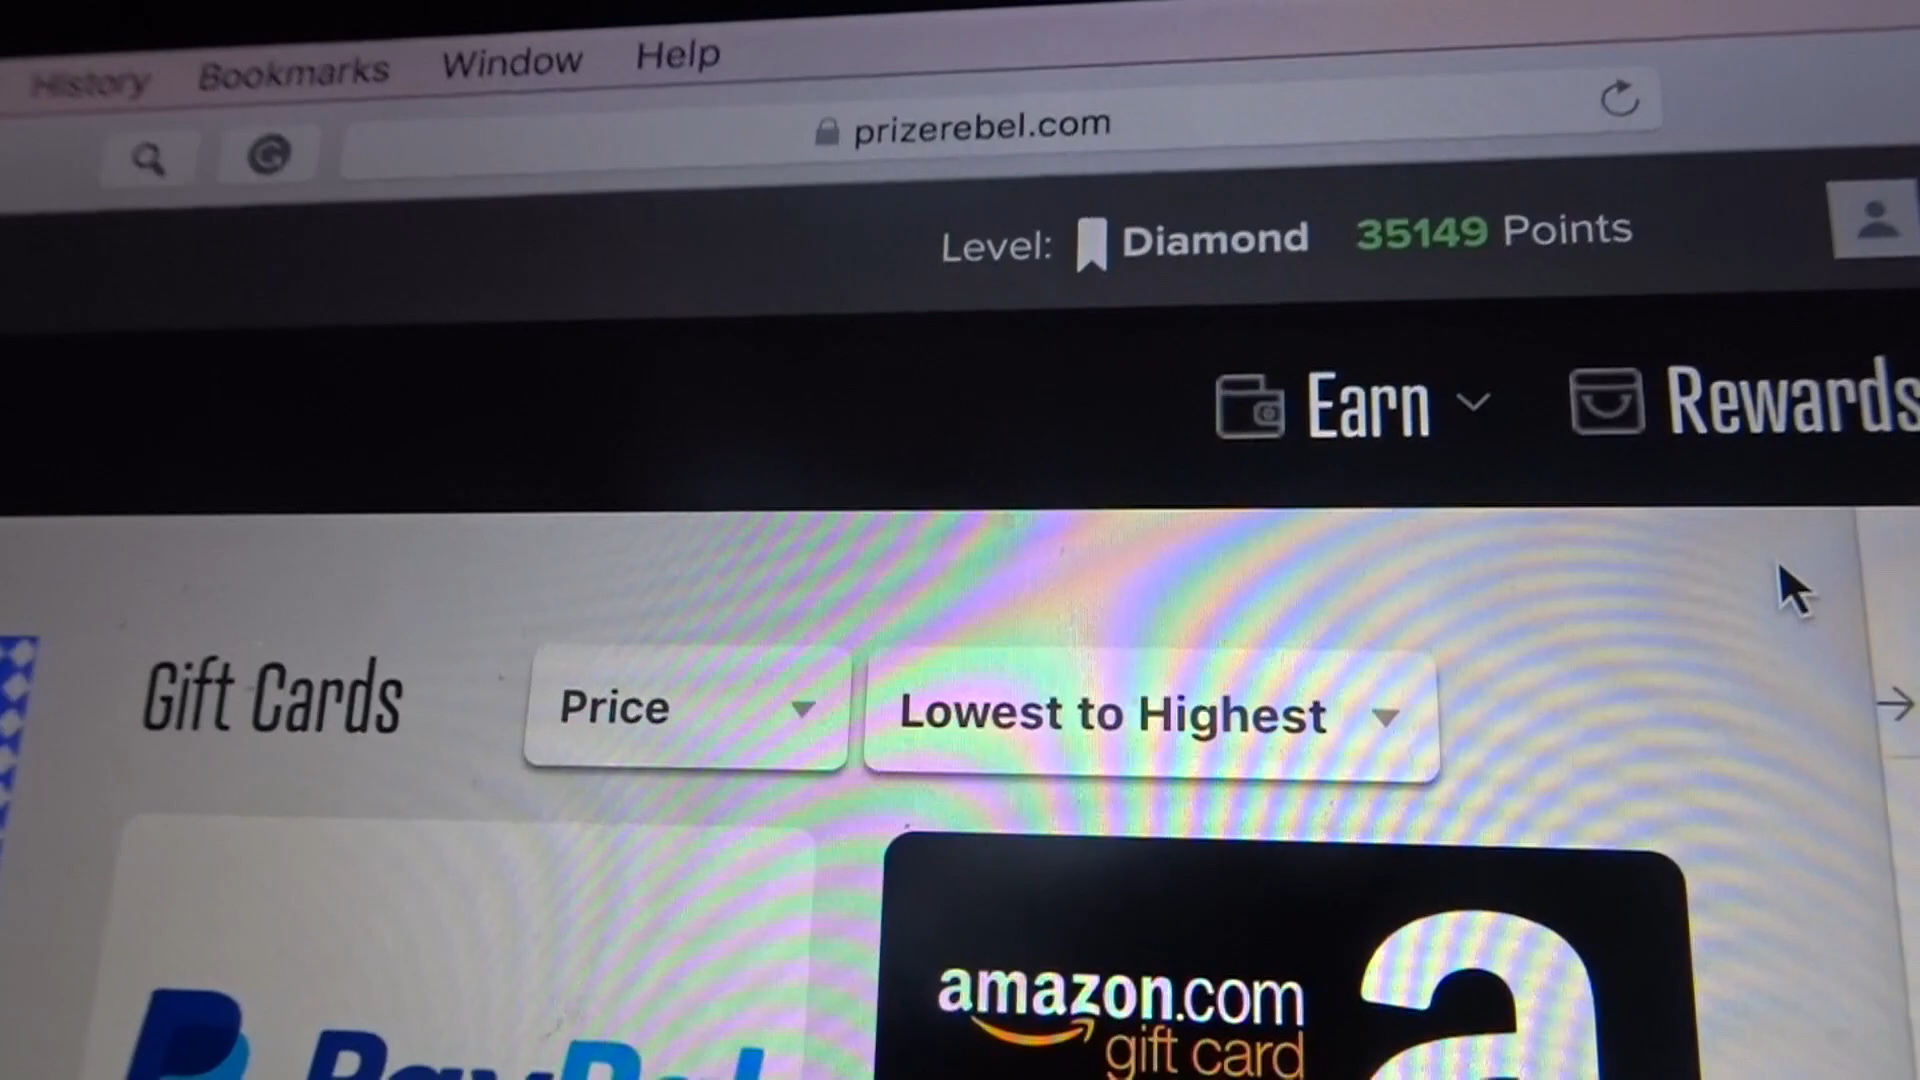 History Bookmarks Window Help
prizerebel.com
Level: Diamond 35149 Points
Earn Rewards
Gift Cards Price Lowest to Highest
PayPal
amazon.com
gift card
a